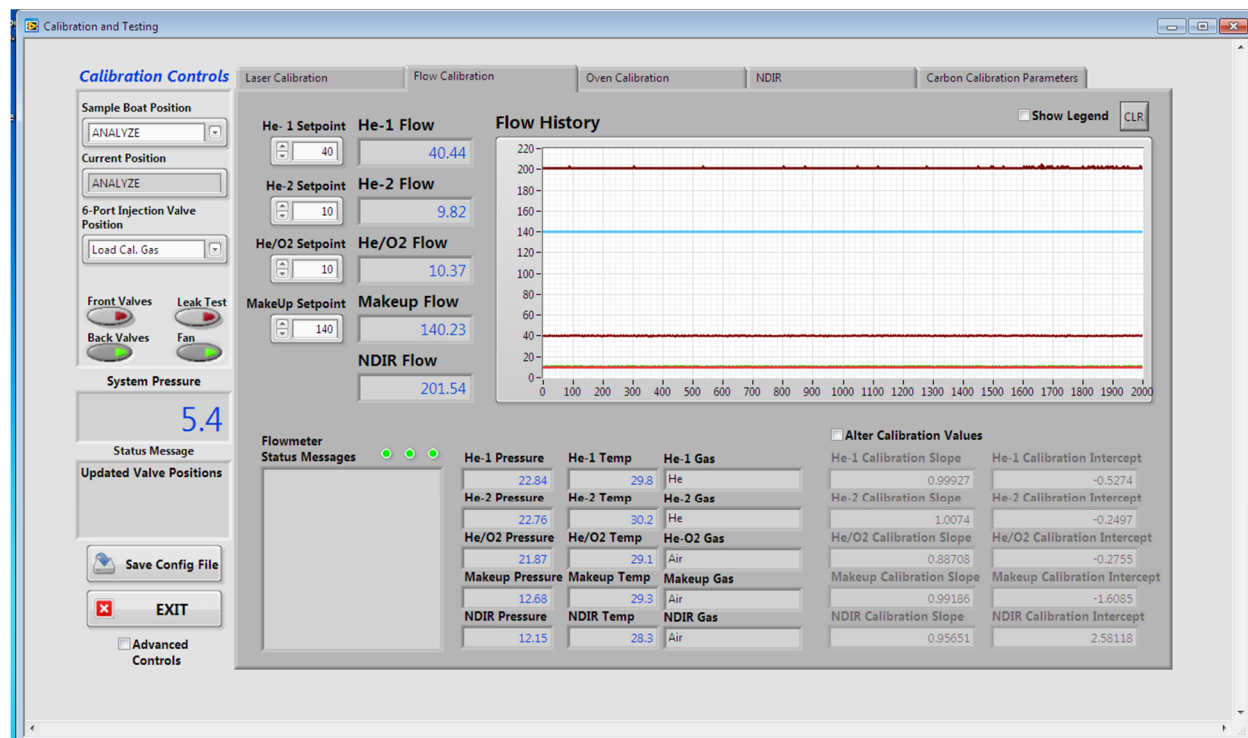 Calibration and Testing
Calibration Controls
Laser Calibration
Flow Calibration
Oven Calibration
NDIR
Carbon Calibration Parameters
Sample Boat Position
ANALYZE
Current Position
ANALYZE
6-Port Injection Valve
Position
Load Cal. Gas
Front Valves
Leak Test
Back Valves
Fan
System Pressure
5.4
Status Message
Updated Valve Positions
Save Config File
EXIT
Advanced
Controls
He- 1 Setpoint
He-1 Flow
40
40.44
He-2 Setpoint
He-2 Flow
10
9.82
He/O2 Setpoint
He/O2 Flow
10
10.37
MakeUp Setpoint
Makeup Flow
140
140.23
NDIR Flow
201.54
Flow History
Show Legend
CLR
220
200
180
160
140
120
100
80
60
40
20
0
0 100 200 300 400 500 600 700 800 900 1000 1100 1200 1300 1400 1500 1600 1700 1800 1900 2000
Flowmeter
Status Messages
He-1 Pressure He-1 Temp He-1 Gas
22.84 29.8 He
He-2 Pressure He-2 Temp He-2 Gas
22.76 30.2 He
He/O2 Pressure He/O2 Temp He-O2 Gas
21.87 29.1 Air
Makeup Pressure Makeup Temp Makeup Gas
12.68 29.3 Air
NDIR Pressure NDIR Temp NDIR Gas
12.15 28.3 Air
Alter Calibration Values
He-1 Calibration Slope He-1 Calibration Intercept
0.99927 -0.5274
He-2 Calibration Slope He-2 Calibration Intercept
1.0074 -0.2497
He/O2 Calibration Slope He/O2 Calibration Intercept
0.88708 -0.2755
Makeup Calibration Slope Makeup Calibration Intercept
0.99186 -1.6085
NDIR Calibration Slope NDIR Calibration Intercept
0.95651 2.58118